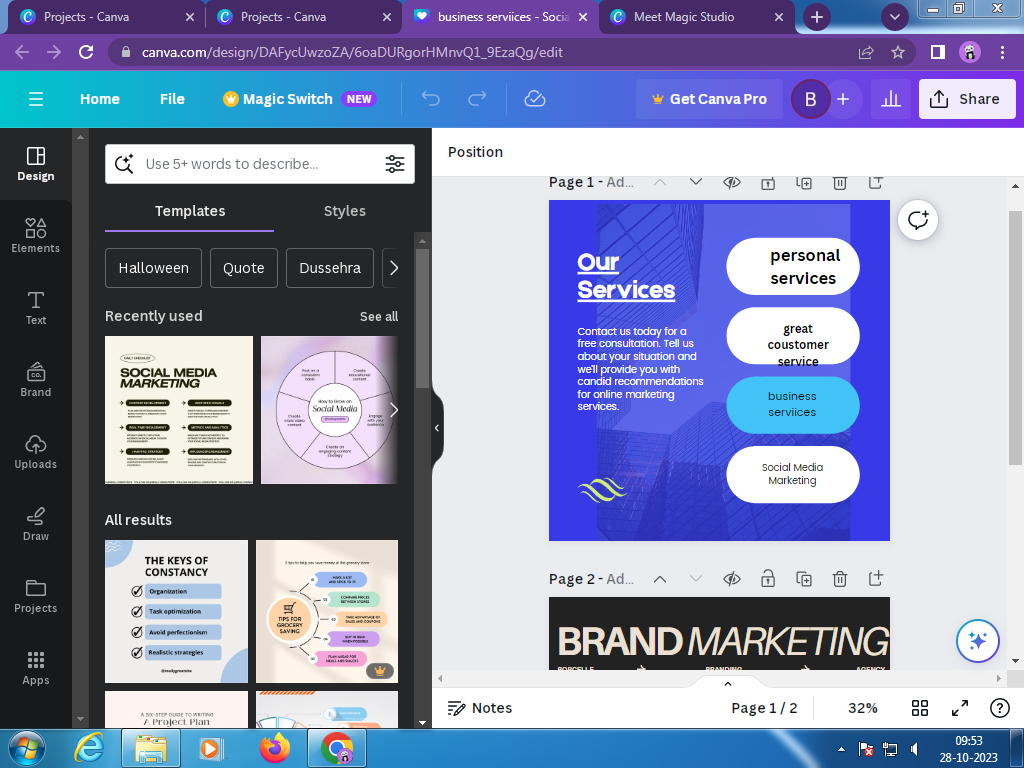 Projects - Canva
Projects - Canva
business serviices - Socia
Meet Magic Studio
canva.com/design/DAFycUwzoZA/6oaDURgorHMnvQ1_9EzaQg/edit
Home
File
Magic Switch NEW
Get Canva Pro
B
Share
Design
Elements
Text
Brand
Uploads
Draw
Projects
Apps
Use 5+ words to describe...
Templates
Styles
Halloween
Quote
Dussehra
Recently used
See all
SOCIAL MEDIA
MARKETING
How to Grow on
Social Media
All results
THE KEYS OF
CONSTANCY
Organization
Task optimization
Avoid perfectionism
Realistic strategies
TIPS FOR
GROCERY
SAVING
A SIX-STEP GUIDE TO WRITING
A Project Plan
Position
Page 1 - Ad...
Our
Services
Contact us today for a
free consultation. Tell us
about your situation and
we'll provide you with
candid recommendations
for online marketing
services.
personal
services
great
coustomer
service
business
serviices
Social Media
Marketing
Page 2 - Ad...
BRAND MARKETING
BORCELLE
BRANDING
AGENCY
Notes
Page 1 / 2
32%
09:53
28-10-2023